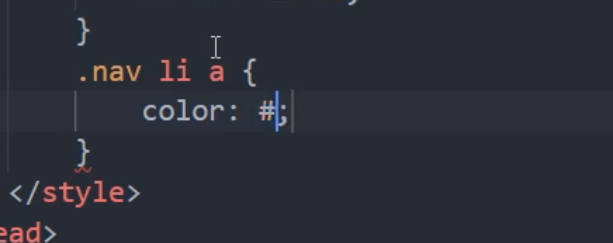 }
.nav li a {
color: #;
}
</style>
ead>